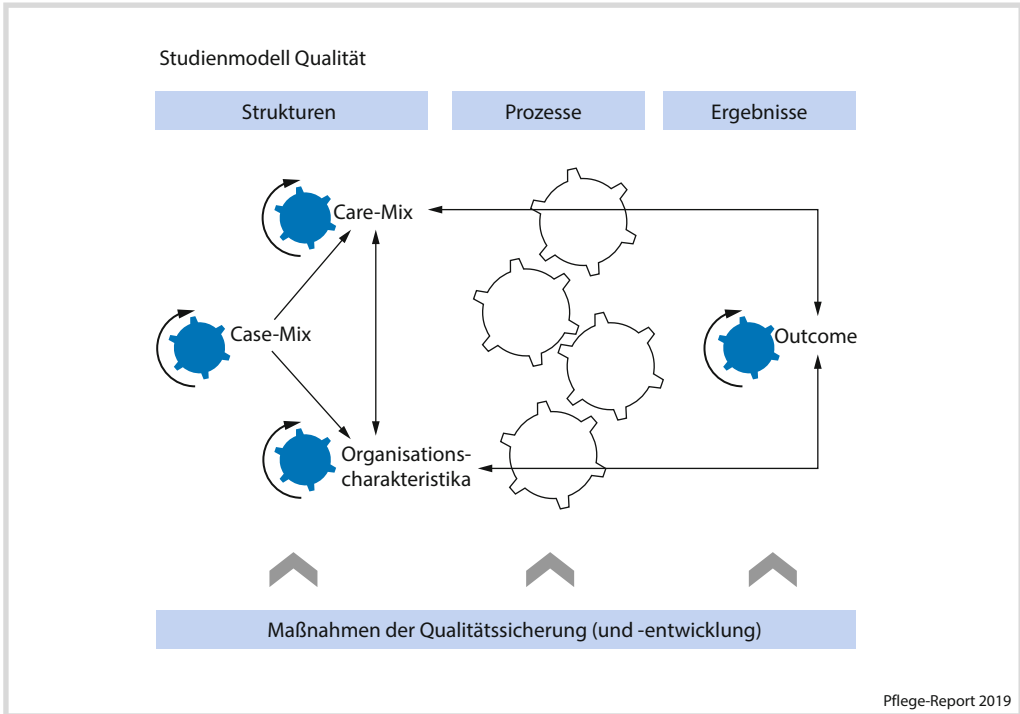 Studienmodell Qualität
Strukturen
Prozesse
Ergebnisse
Care-Mix
Case-Mix
Outcome
Organisations-
charakteristika
Maßnahmen der Qualitätssicherung (und -entwicklung)
Pflege-Report 2019